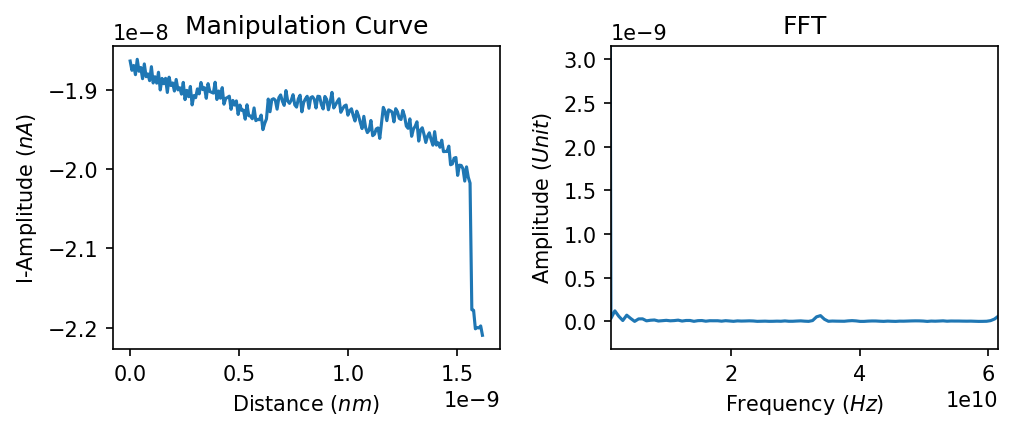 Manipulation Curve
1e−8
−1.9
−2.0
−2.1
−2.2
I-Amplitude (nA)
0.0 0.5 1.0 1.5
1e−9
Distance (nm)
FFT
1e−9
3.0
2.5
2.0
1.5
1.0
0.5
0.0
Amplitude (Unit)
2 4 6
1e10
Frequency (Hz)